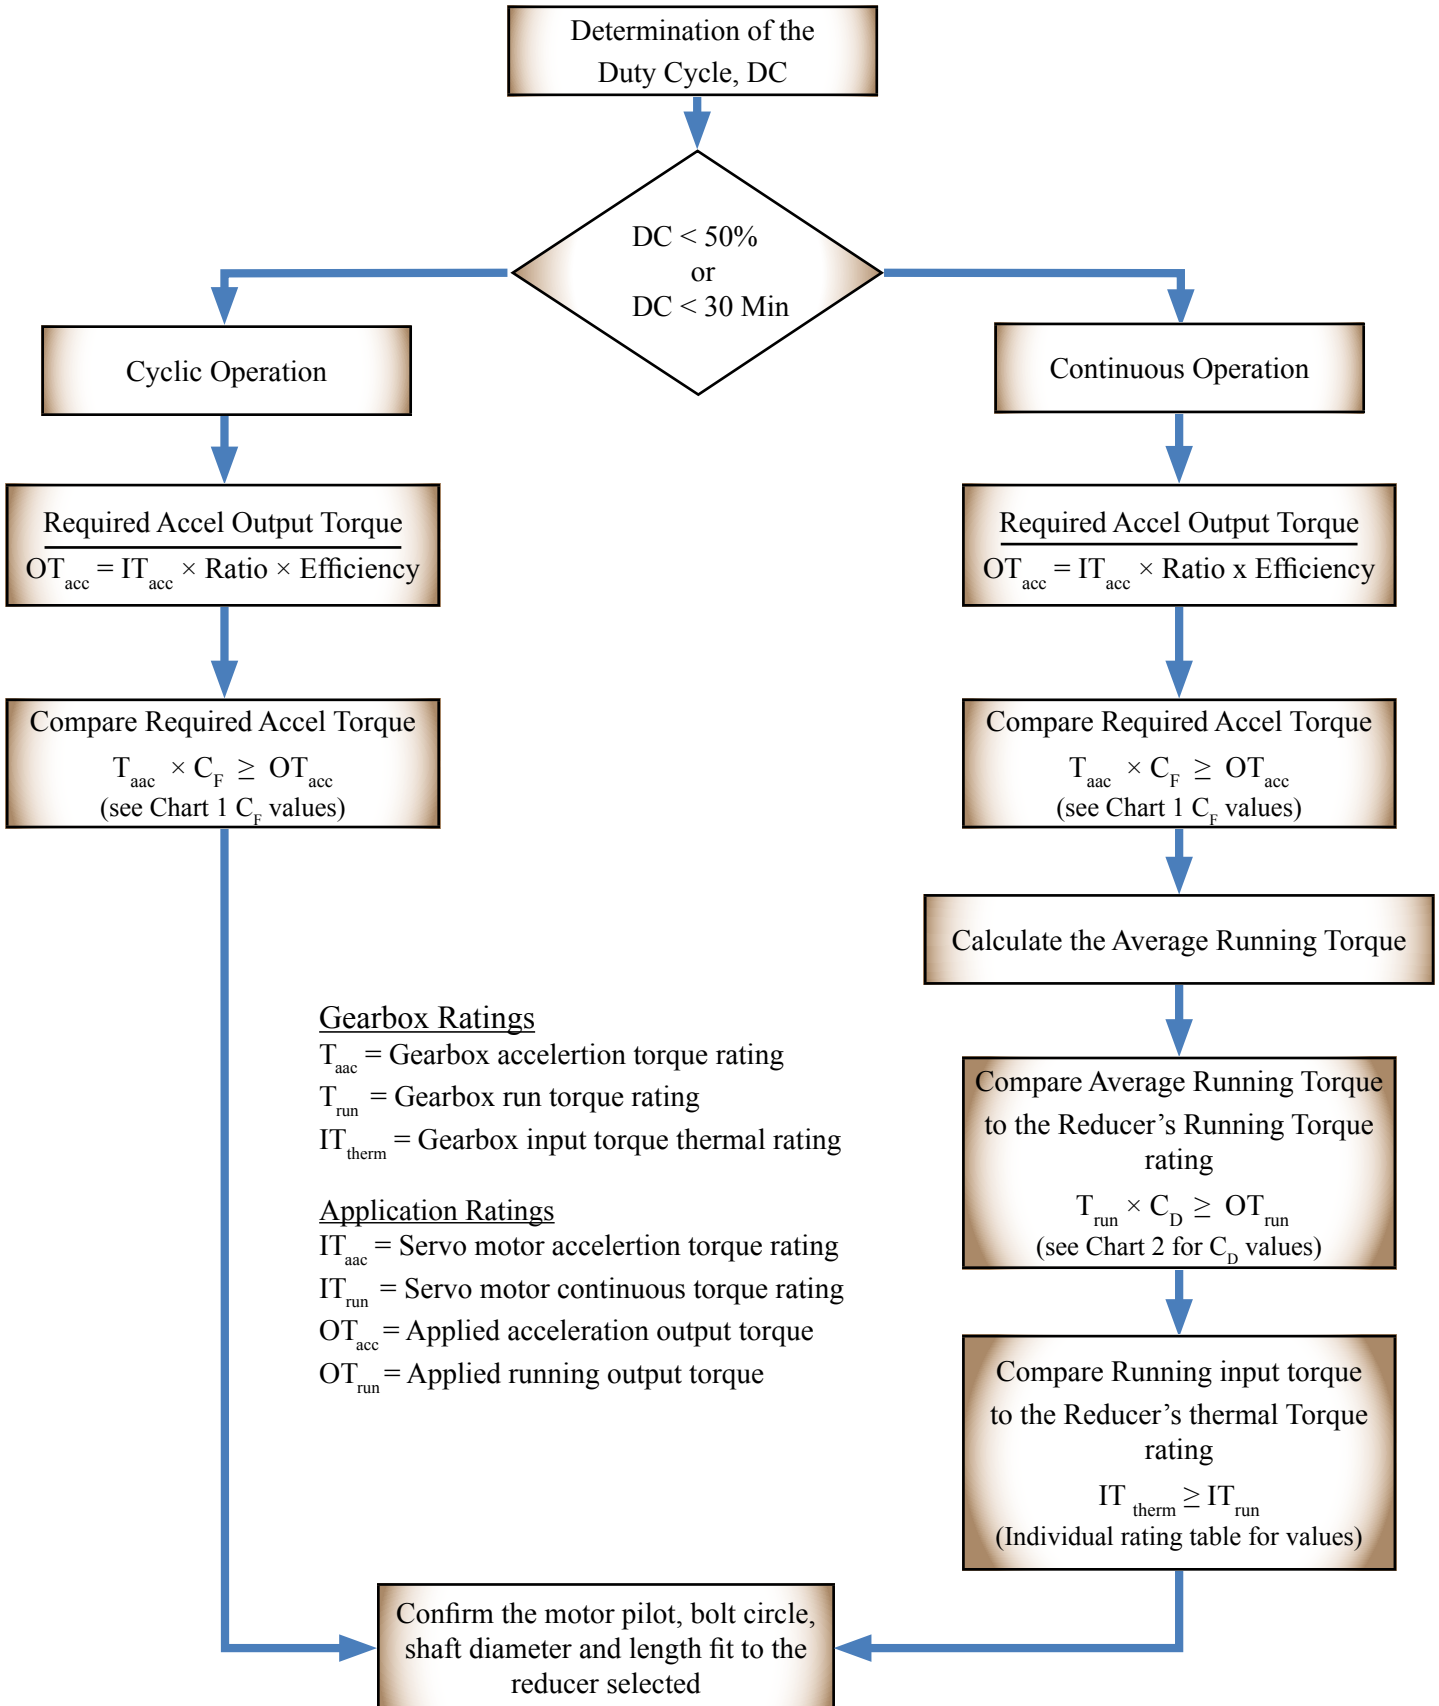 Determination of the
Duty Cycle, DC
DC < 50%
or
DC < 30 Min
Cyclic Operation
Required Accel Output Torque
OTacc = ITacc × Ratio × Efficiency
Compare Required Accel Torque
Taac × CF ≥ OTacc
(see Chart 1 CF values)
Continuous Operation
Required Accel Output Torque
OTacc = ITacc × Ratio x Efficiency
Compare Required Accel Torque
Taac × CF ≥ OTacc
(see Chart 1 CF values)
Calculate the Average Running Torque
Compare Average Running Torque
to the Reducer’s Running Torque
rating
Trun × CD ≥ OTrun
(see Chart 2 for CD values)
Compare Running input torque
to the Reducer’s thermal Torque
rating
IT therm ≥ ITrun
(Individual rating table for values)
Gearbox Ratings
Taac = Gearbox accelertion torque rating
Trun = Gearbox run torque rating
ITtherm = Gearbox input torque thermal rating
Application Ratings
ITaac = Servo motor accelertion torque rating
ITrun = Servo motor continuous torque rating
OTacc = Applied acceleration output torque
OTrun = Applied running output torque
Confirm the motor pilot, bolt circle,
shaft diameter and length fit to the
reducer selected